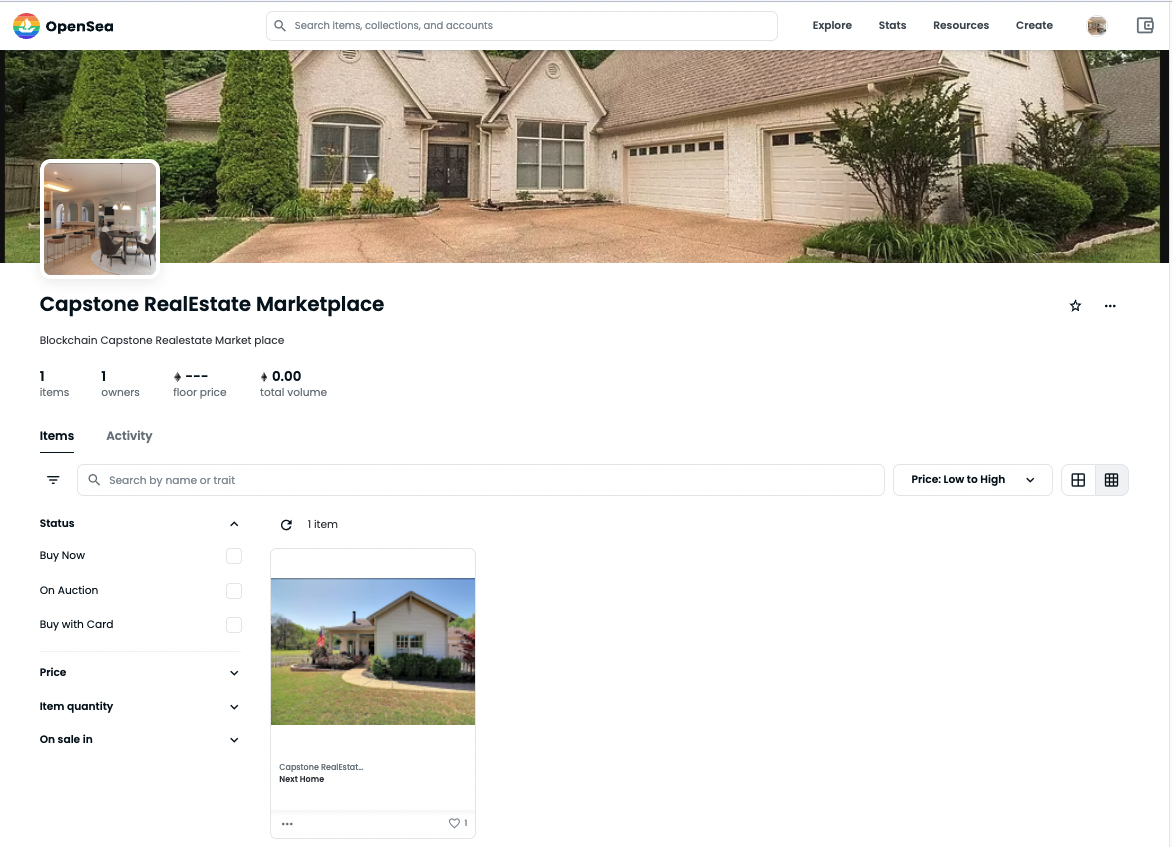 OpenSea
Search items, collections, and accounts
Explore Stats Resources Create
Capstone RealEstate Marketplace
Blockchain Capstone Realestate Market place
1 1 --- 0.00
items owners floor price total volume
Items Activity
Search by name or trait
Price: Low to High
Status
1 item
Buy Now
On Auction
Buy with Card
Price
Item quantity
On sale in
Capstone RealEstat...
Next Home
1